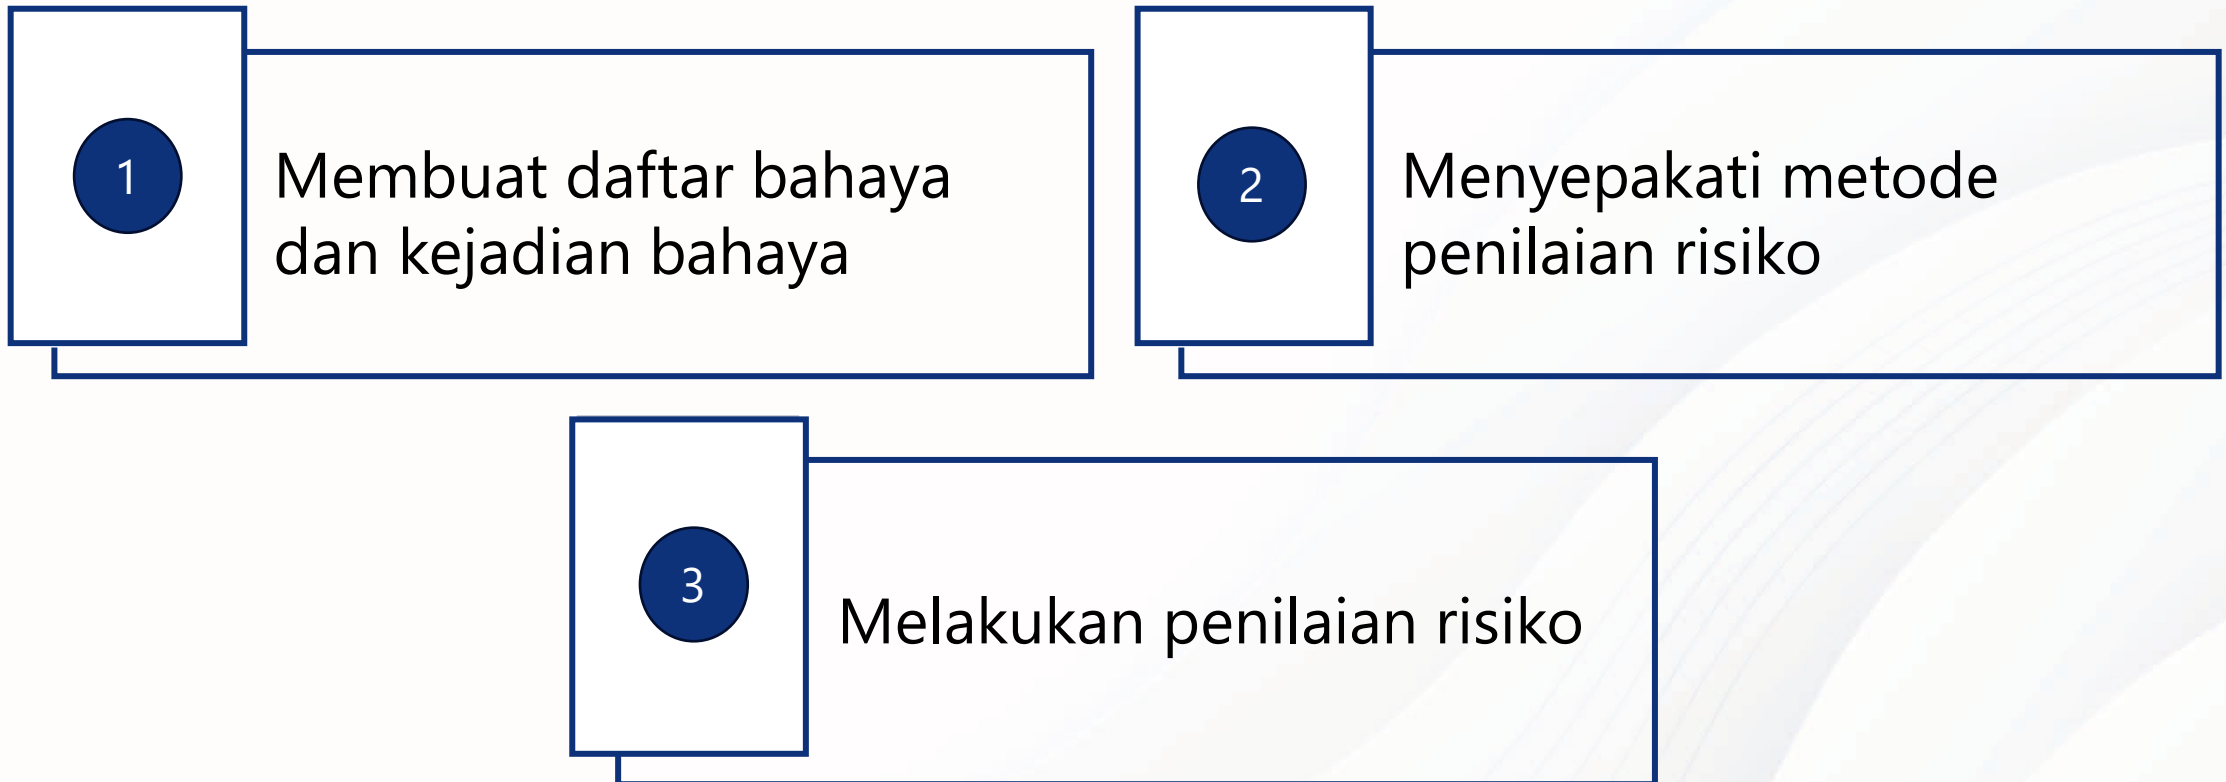 1
Membuat daftar bahaya
dan kejadian bahaya
2
Menyepakati metode
penilaian risiko
3
Melakukan penilaian risiko